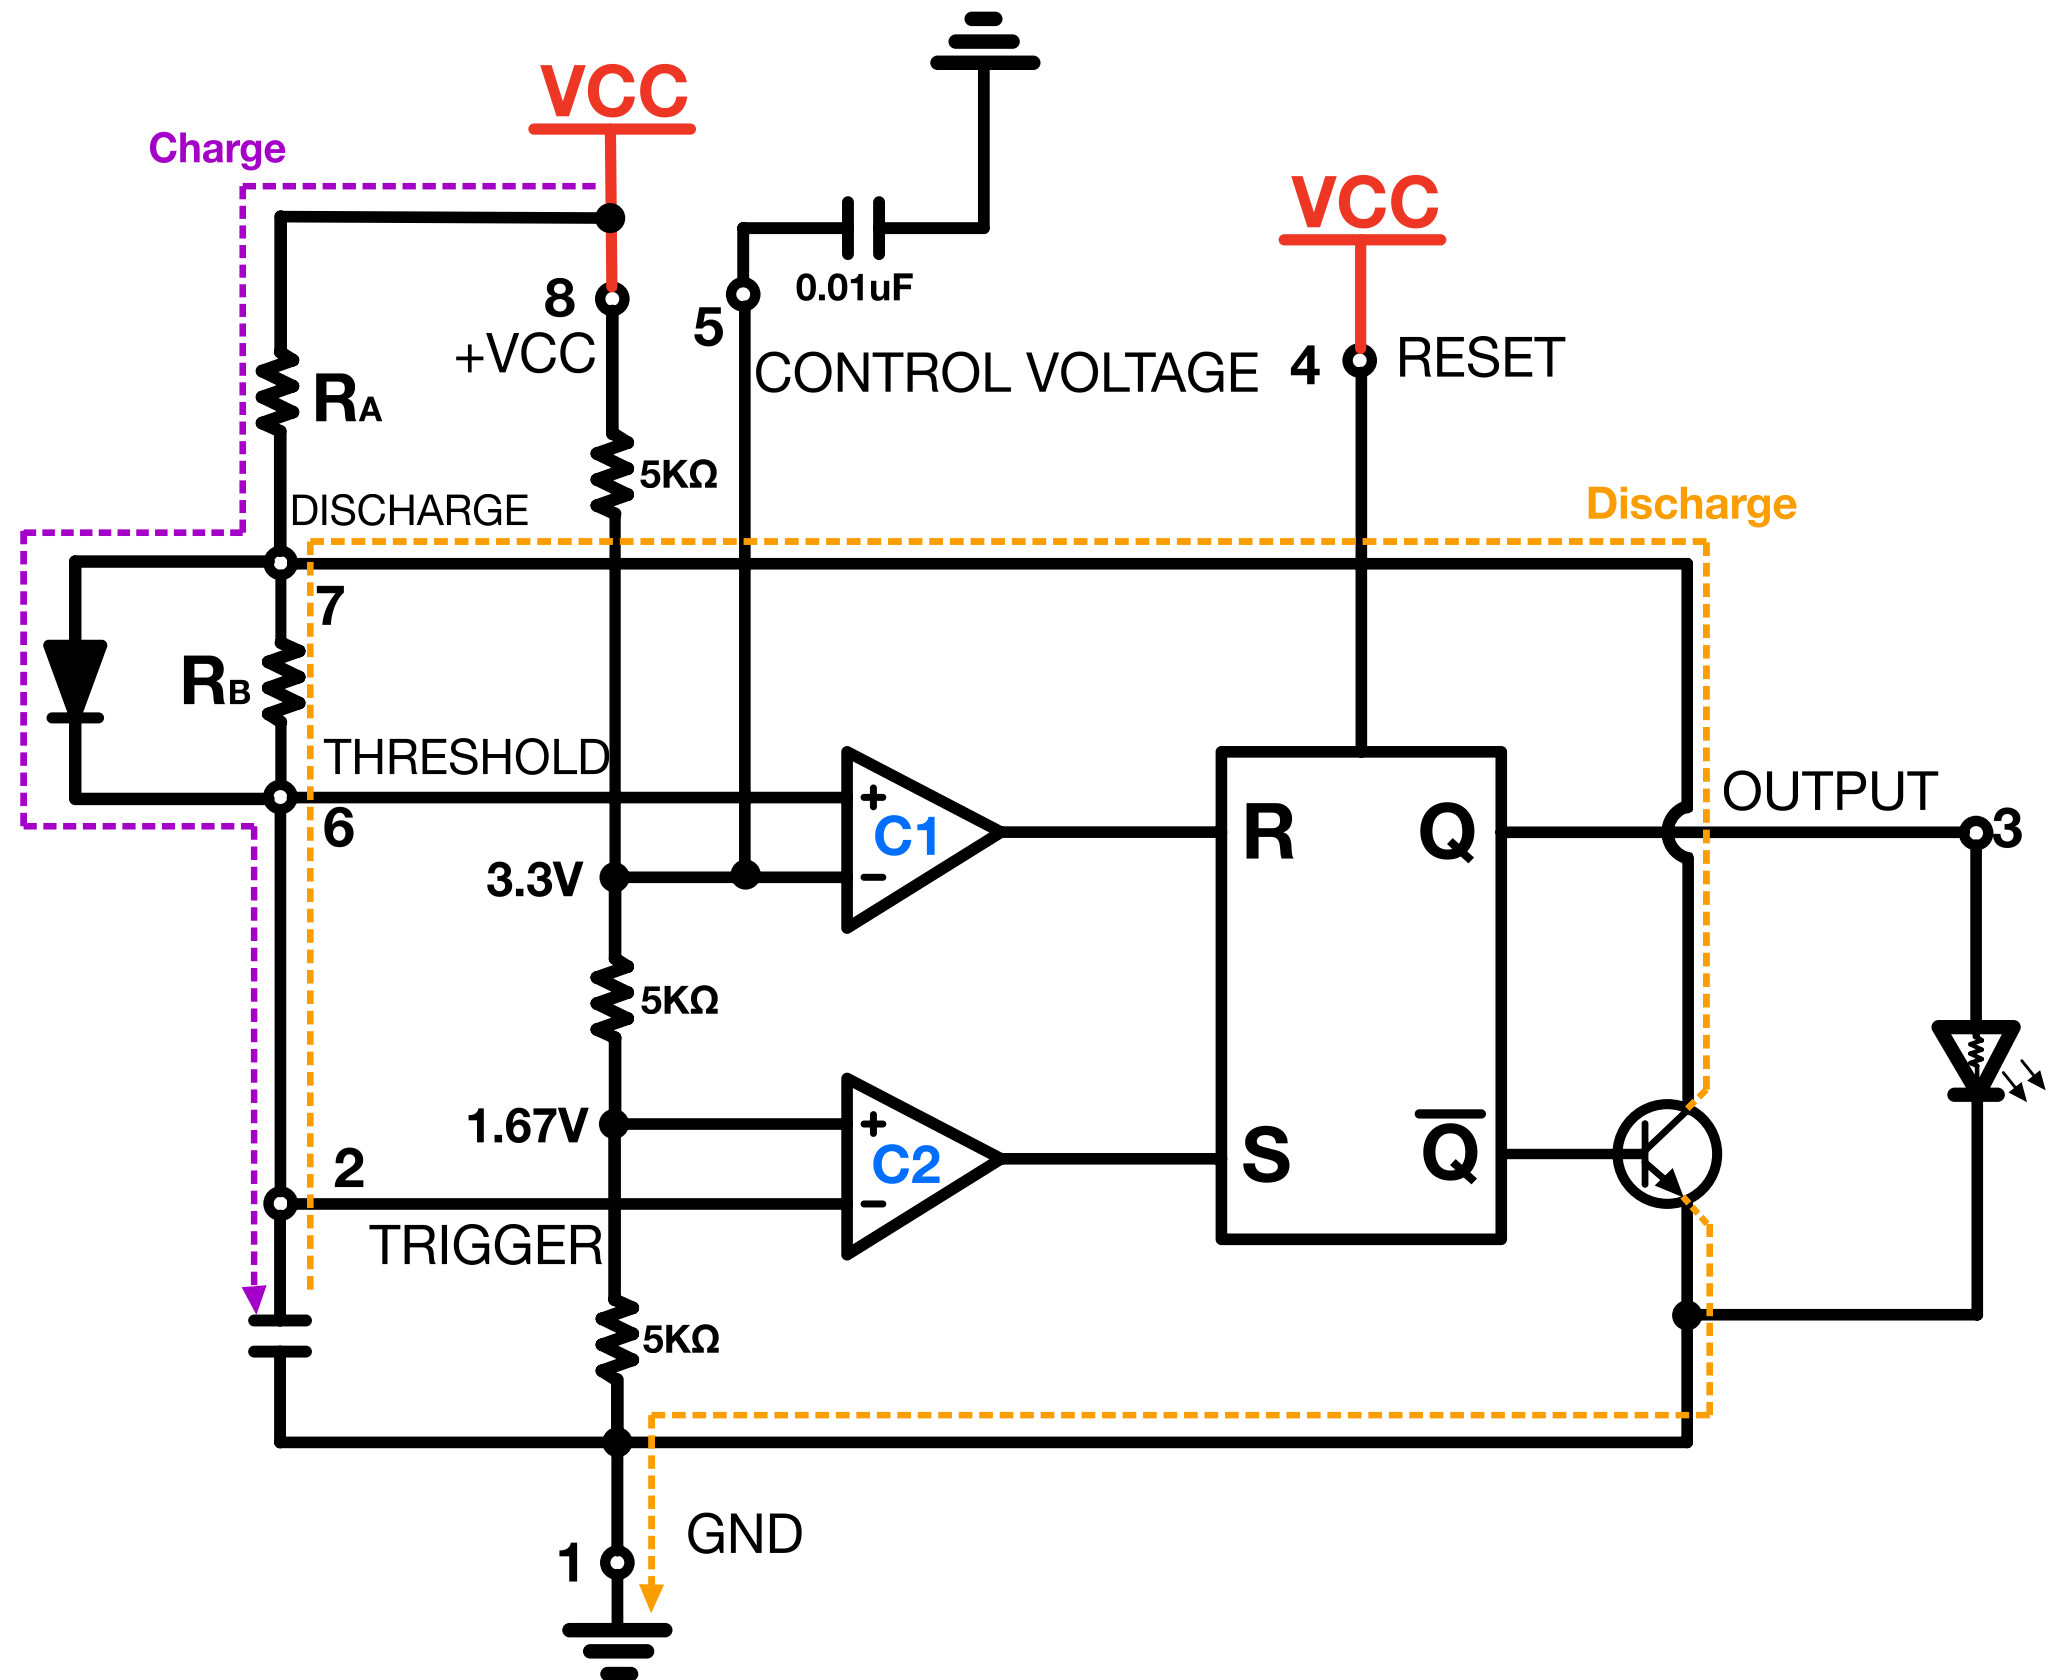 VCC
Charge
VCC
8
0.01uF
5
+VCC
CONTROL VOLTAGE
4
RESET
RA
5KΩ
DISCHARGE
Discharge
7
RB
THRESHOLD
+
OUTPUT
6
C1
R
Q
3
3.3V
−
5KΩ
1.67V
+
2
C2
S
Q̅
−
TRIGGER
5KΩ
GND
1